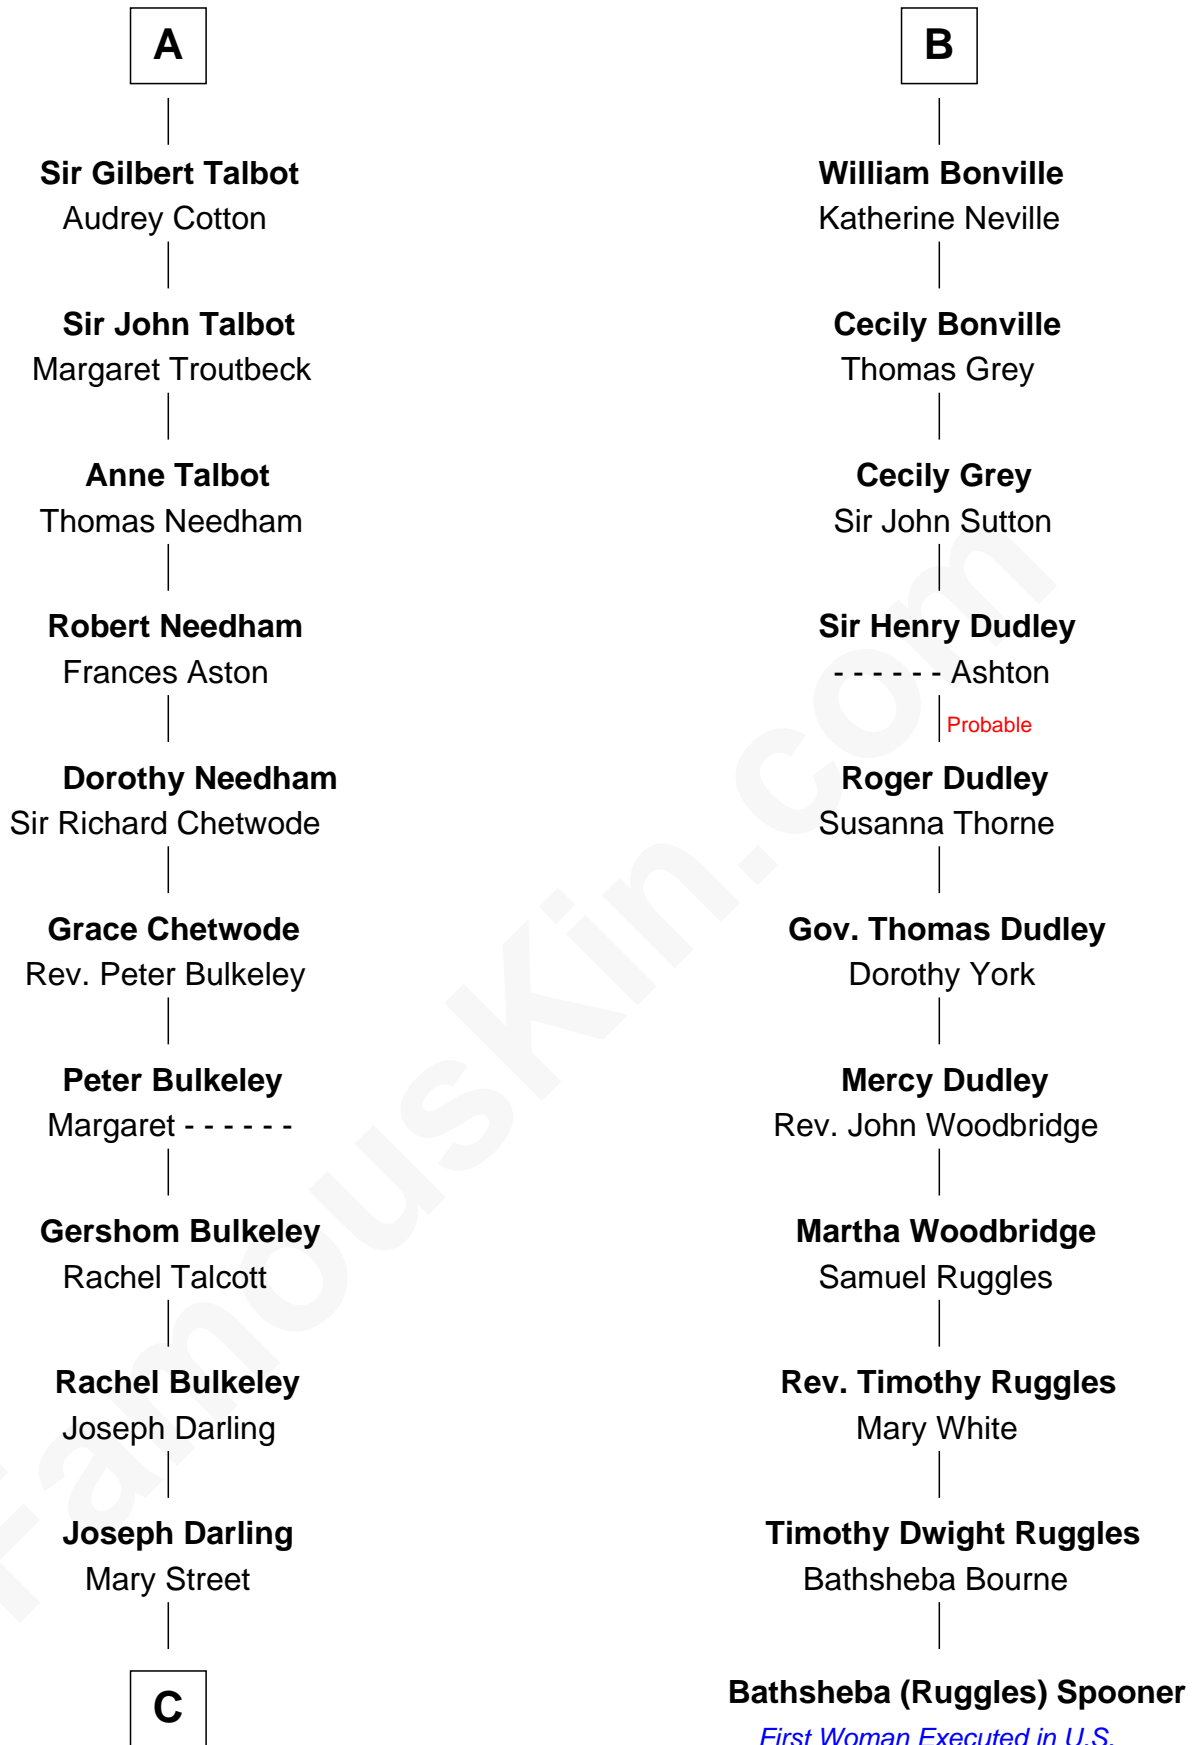 A
Sir Gilbert Talbot
Audrey Cotton
Sir John Talbot
Margaret Troutbeck
Anne Talbot
Thomas Needham
Robert Needham
Frances Aston
Dorothy Needham
Sir Richard Chetwode
Grace Chetwode
Rev. Peter Bulkeley
Peter Bulkeley
Margaret - - - - - -
Gershom Bulkeley
Rachel Talcott
Rachel Bulkeley
Joseph Darling
Joseph Darling
Mary Street
C
B
William Bonville
Katherine Neville
Cecily Bonville
Thomas Grey
Cecily Grey
Sir John Sutton
Sir Henry Dudley
- - - - - - Ashton
Probable
Roger Dudley
Susanna Thorne
Gov. Thomas Dudley
Dorothy York
Mercy Dudley
Rev. John Woodbridge
Martha Woodbridge
Samuel Ruggles
Rev. Timothy Ruggles
Mary White
Timothy Dwight Ruggles
Bathsheba Bourne
Bathsheba (Ruggles) Spooner
First Woman Executed in U.S.
FamousKin.com